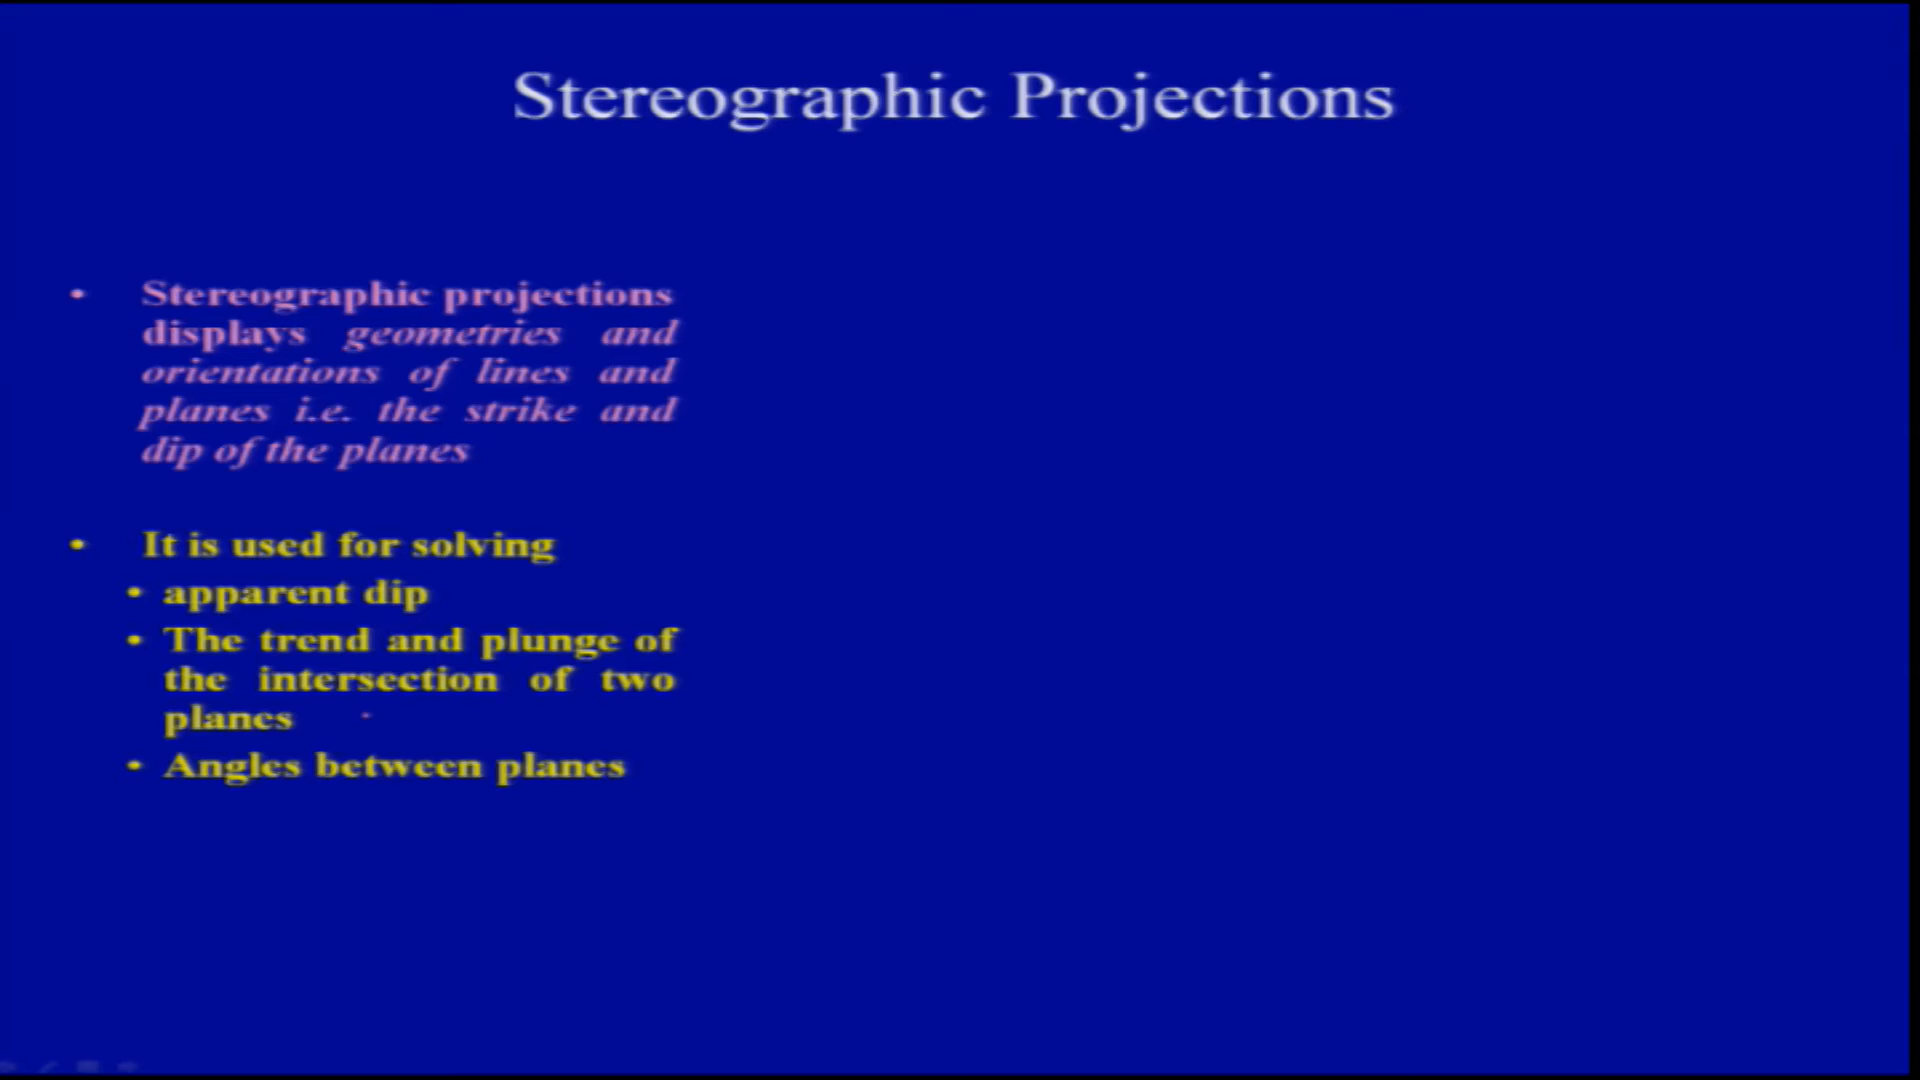 Stereographic Projections
• Stereographic projections
displays geometries and
orientations of lines and
planes i.e. the strike and
dip of the planes
• It is used for solving
• apparent dip
• The trend and plunge of
the intersection of two
planes
• Angles between planes